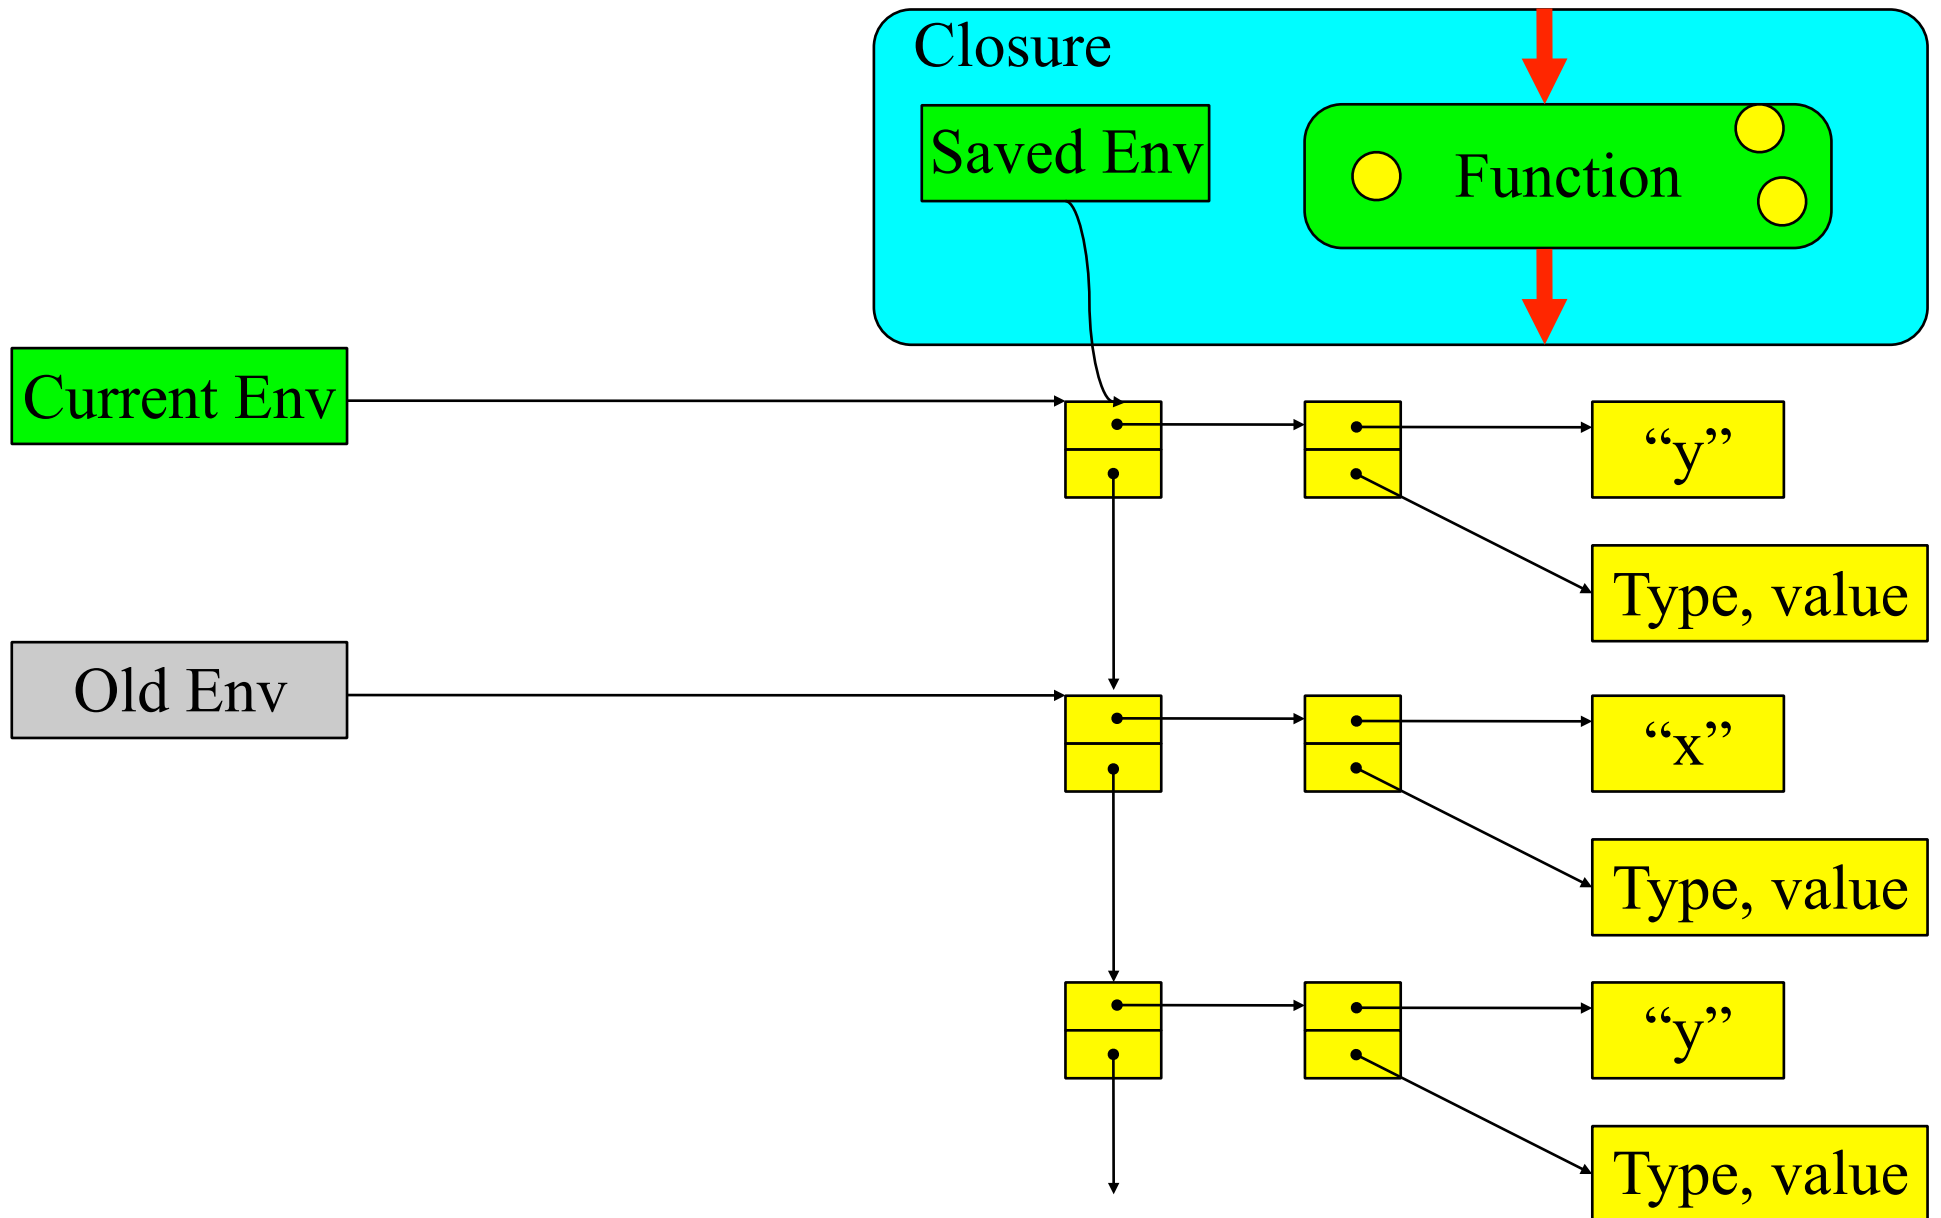 Closure
Saved Env
Function
Current Env
“y”
Type, value
Old Env
“x”
Type, value
“y”
Type, value